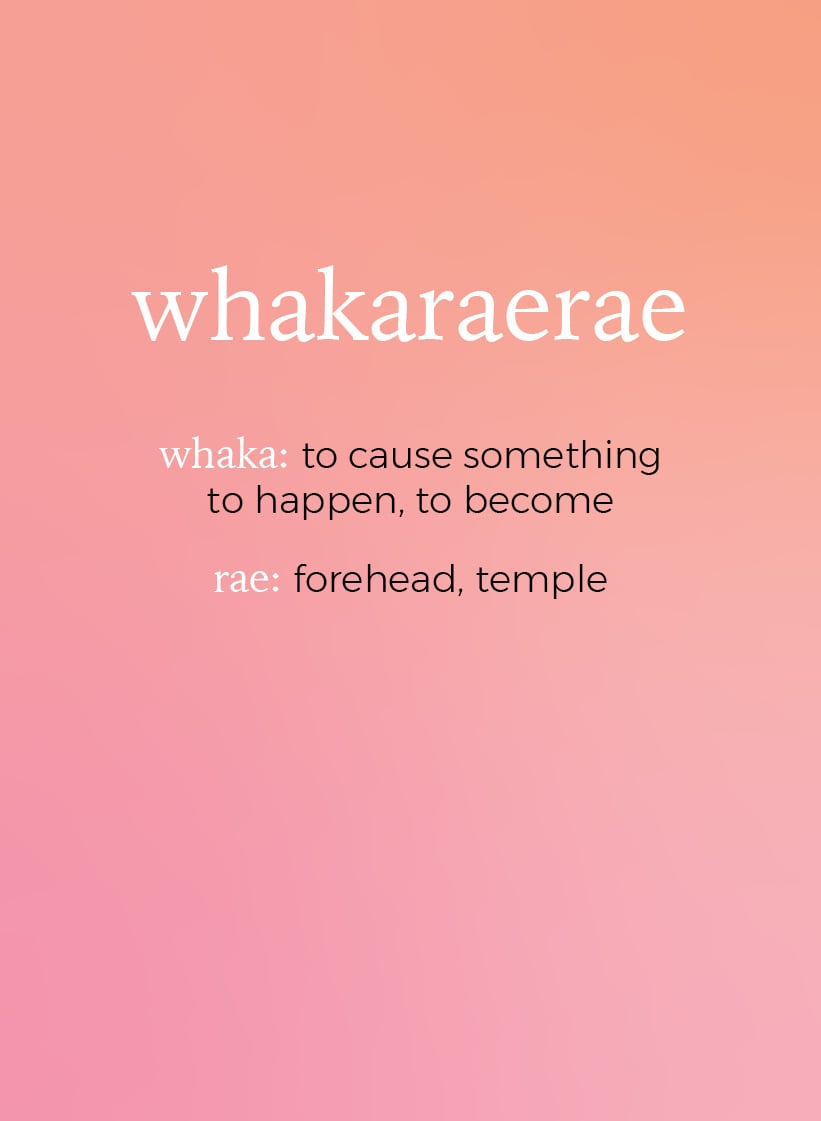 whakaraerae
whaka: to cause something
to happen, to become
rae: forehead, temple